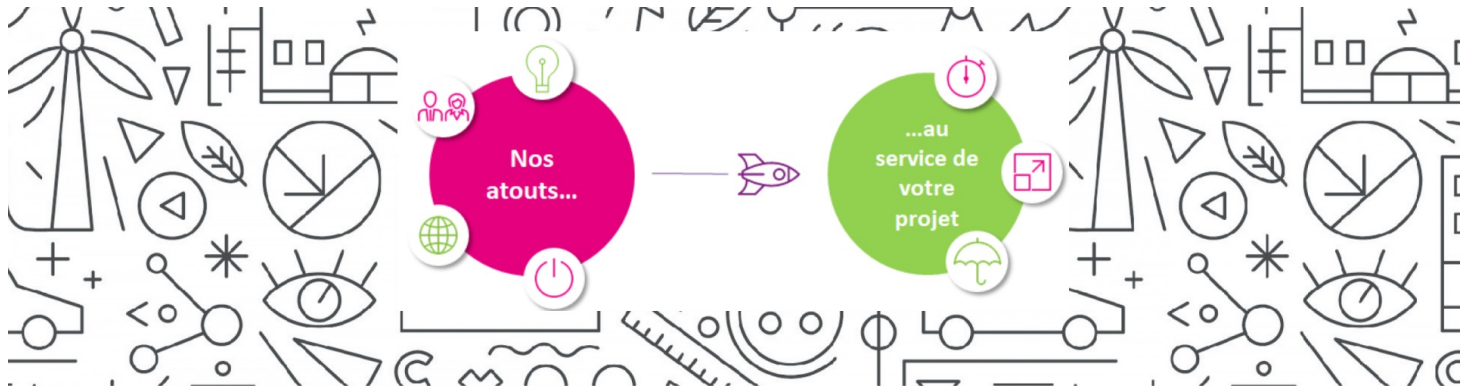 Nos
atouts...
...au
service de
votre
projet